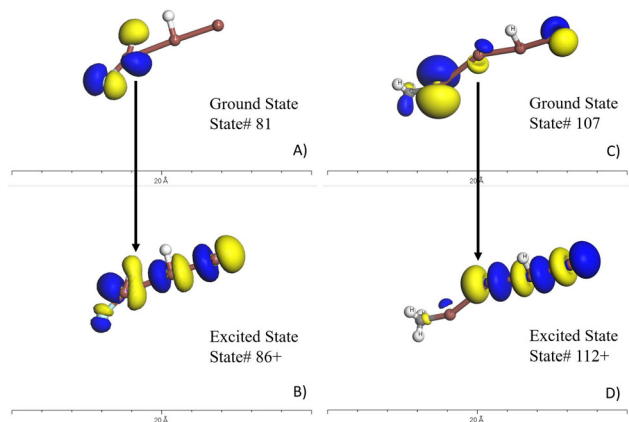 Ground State
State# 81
A)
20 Å
Excited State
State# 86+
B)
20 Å
H
H
Ground State
State# 107
C)
20 Å
H
H
H
H
Excited State
State# 112+
D)
20 Å